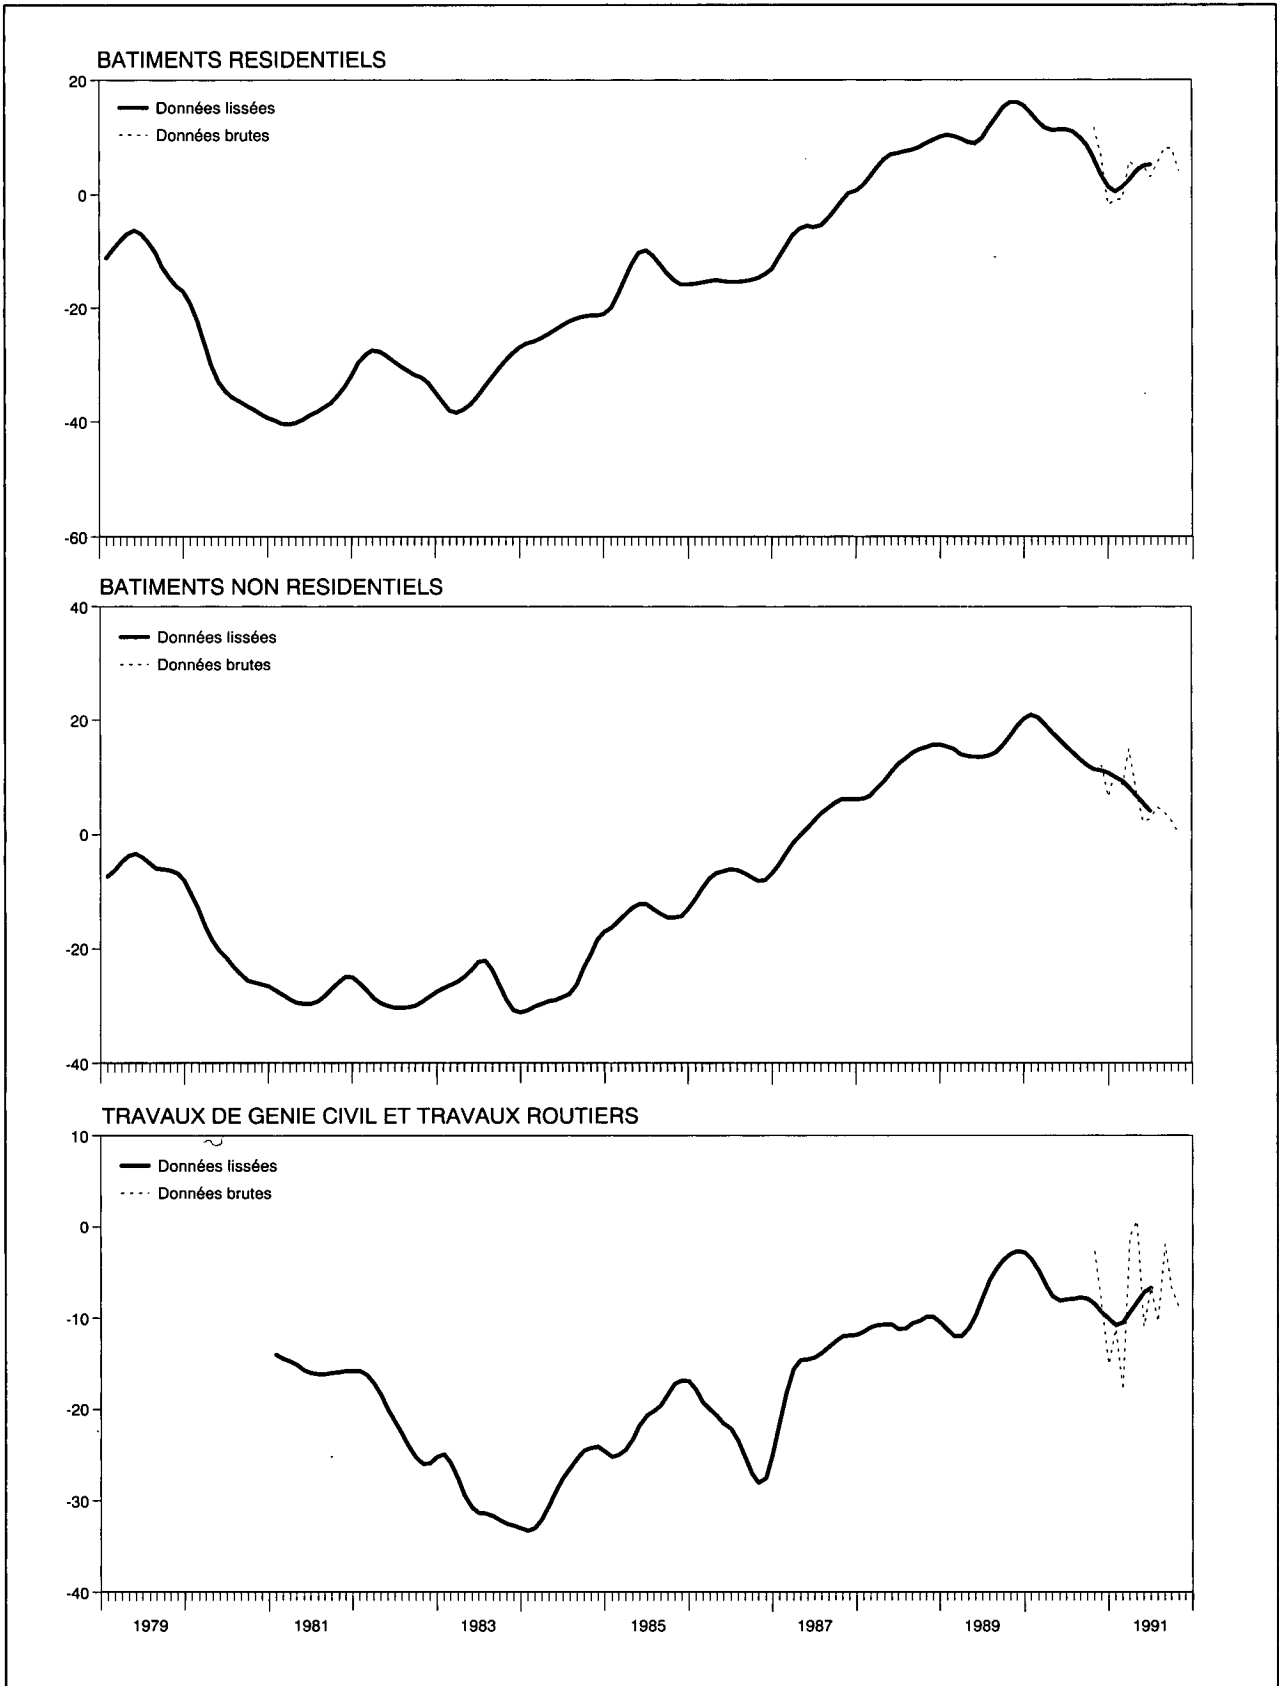 BATIMENTS RESIDENTIELS
20
Données lissées
Données brutes
0
-20
-40
-60
BATIMENTS NON RESIDENTIELS
40
Données lissées
Données brutes
20
0
-20
-40
TRAVAUX DE GENIE CIVIL ET TRAVAUX ROUTIERS
10
Données lissées
Données brutes
0
-10
-20
-30
-40
1979 1981 1983 1985 1987 1989 1991